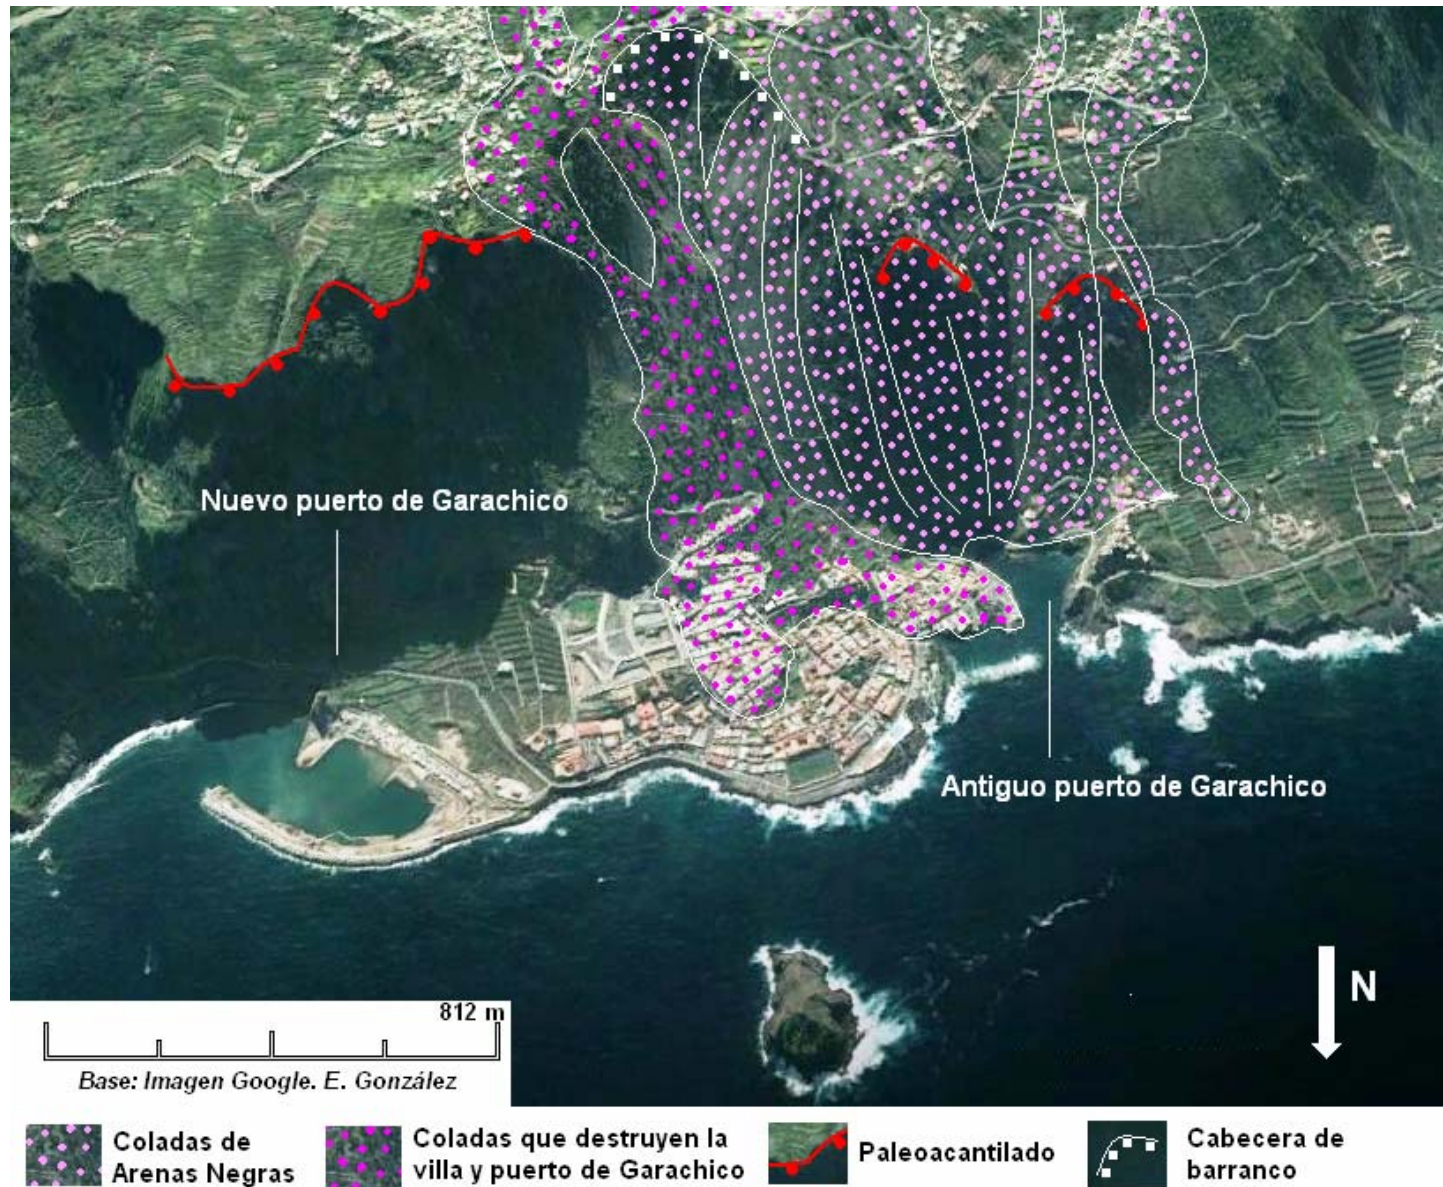 Nuevo puerto de Garachico
Antiguo puerto de Garachico
N
812 m
Base: Imagen Google. E. González
Coladas de
Arenas Negras
Coladas que destruyen la
villa y puerto de Garachico
Paleoacantilado
Cabecera de
barranco